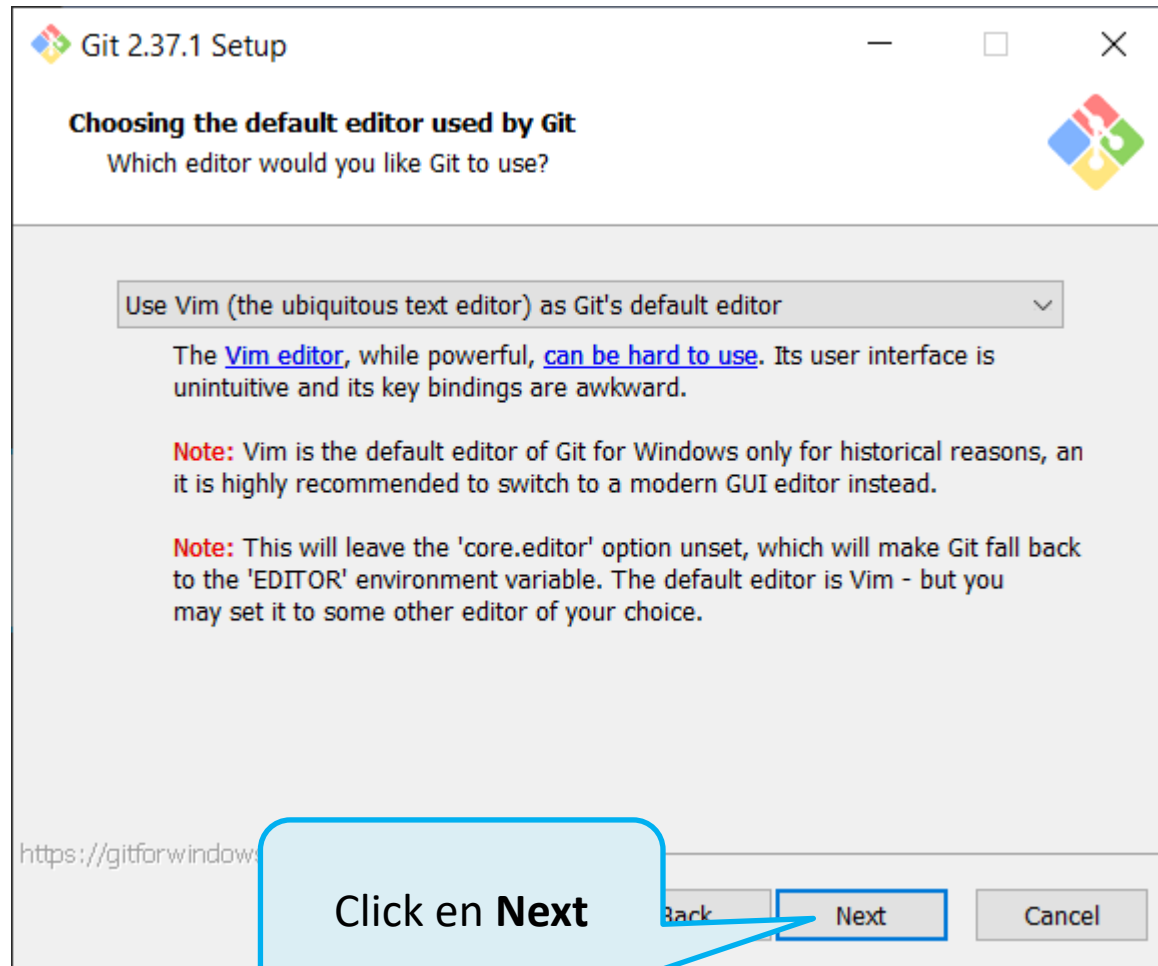 Git 2.37.1 Setup
Choosing the default editor used by Git
Which editor would you like Git to use?
Use Vim (the ubiquitous text editor) as Git's default editor
The Vim editor, while powerful, can be hard to use. Its user interface is
unintuitive and its key bindings are awkward.
Note: Vim is the default editor of Git for Windows only for historical reasons, an
it is highly recommended to switch to a modern GUI editor instead.
Note: This will leave the 'core.editor' option unset, which will make Git fall back
to the 'EDITOR' environment variable. The default editor is Vim - but you
may set it to some other editor of your choice.
https://gitforwindows
Click en Next
Back Next Cancel